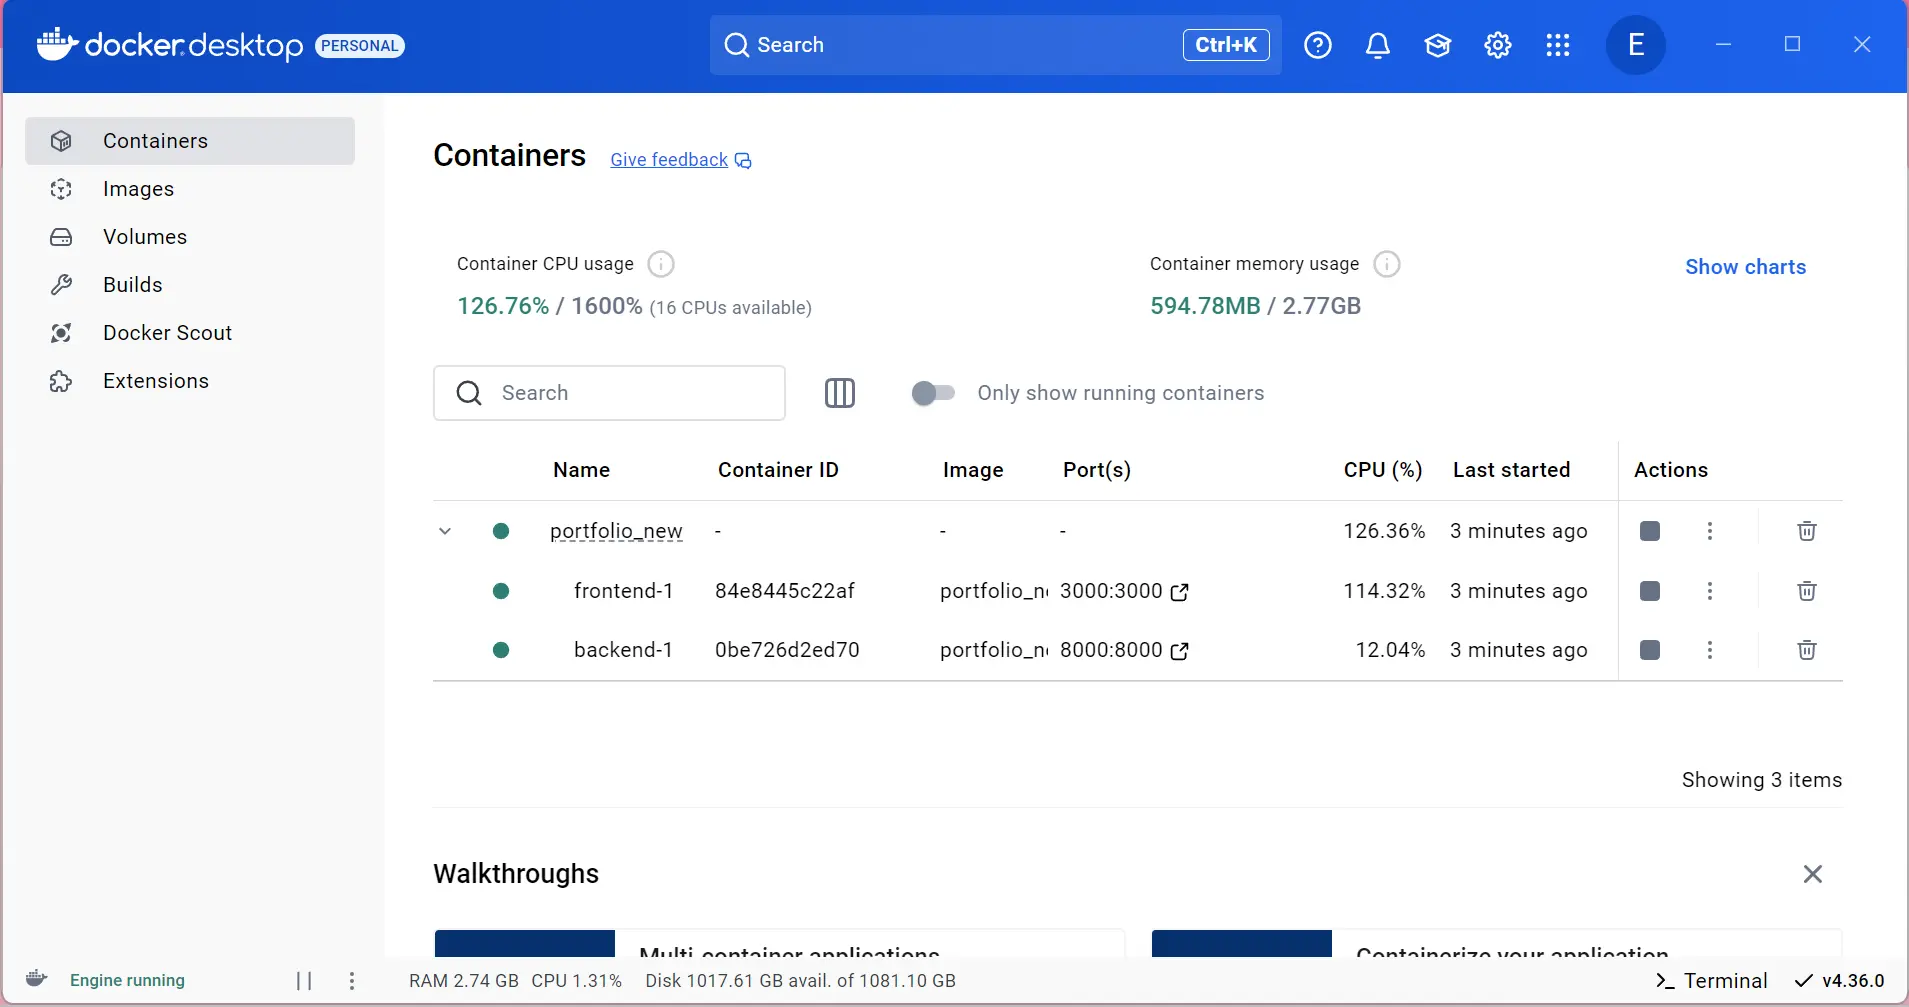 docker desktop PERSONAL Search Ctrl+K E
Containers
Images
Volumes
Builds
Docker Scout
Extensions
Containers Give feedback
Container CPU usage
126.76% / 1600% (16 CPUs available)
Container memory usage
594.78MB / 2.77GB
Show charts
Search Only show running containers
Name Container ID Image Port(s) CPU (%) Last started Actions
portfolio_new - - - 126.36% 3 minutes ago
frontend-1 84e8445c22af portfolio_n 3000:3000 114.32% 3 minutes ago
backend-1 0be726d2ed70 portfolio_n 8000:8000 12.04% 3 minutes ago
Showing 3 items
Walkthroughs
Multi-container applications Containerize your application
Engine running RAM 2.74 GB CPU 1.31% Disk 1017.61 GB avail. of 1081.10 GB Terminal v4.36.0